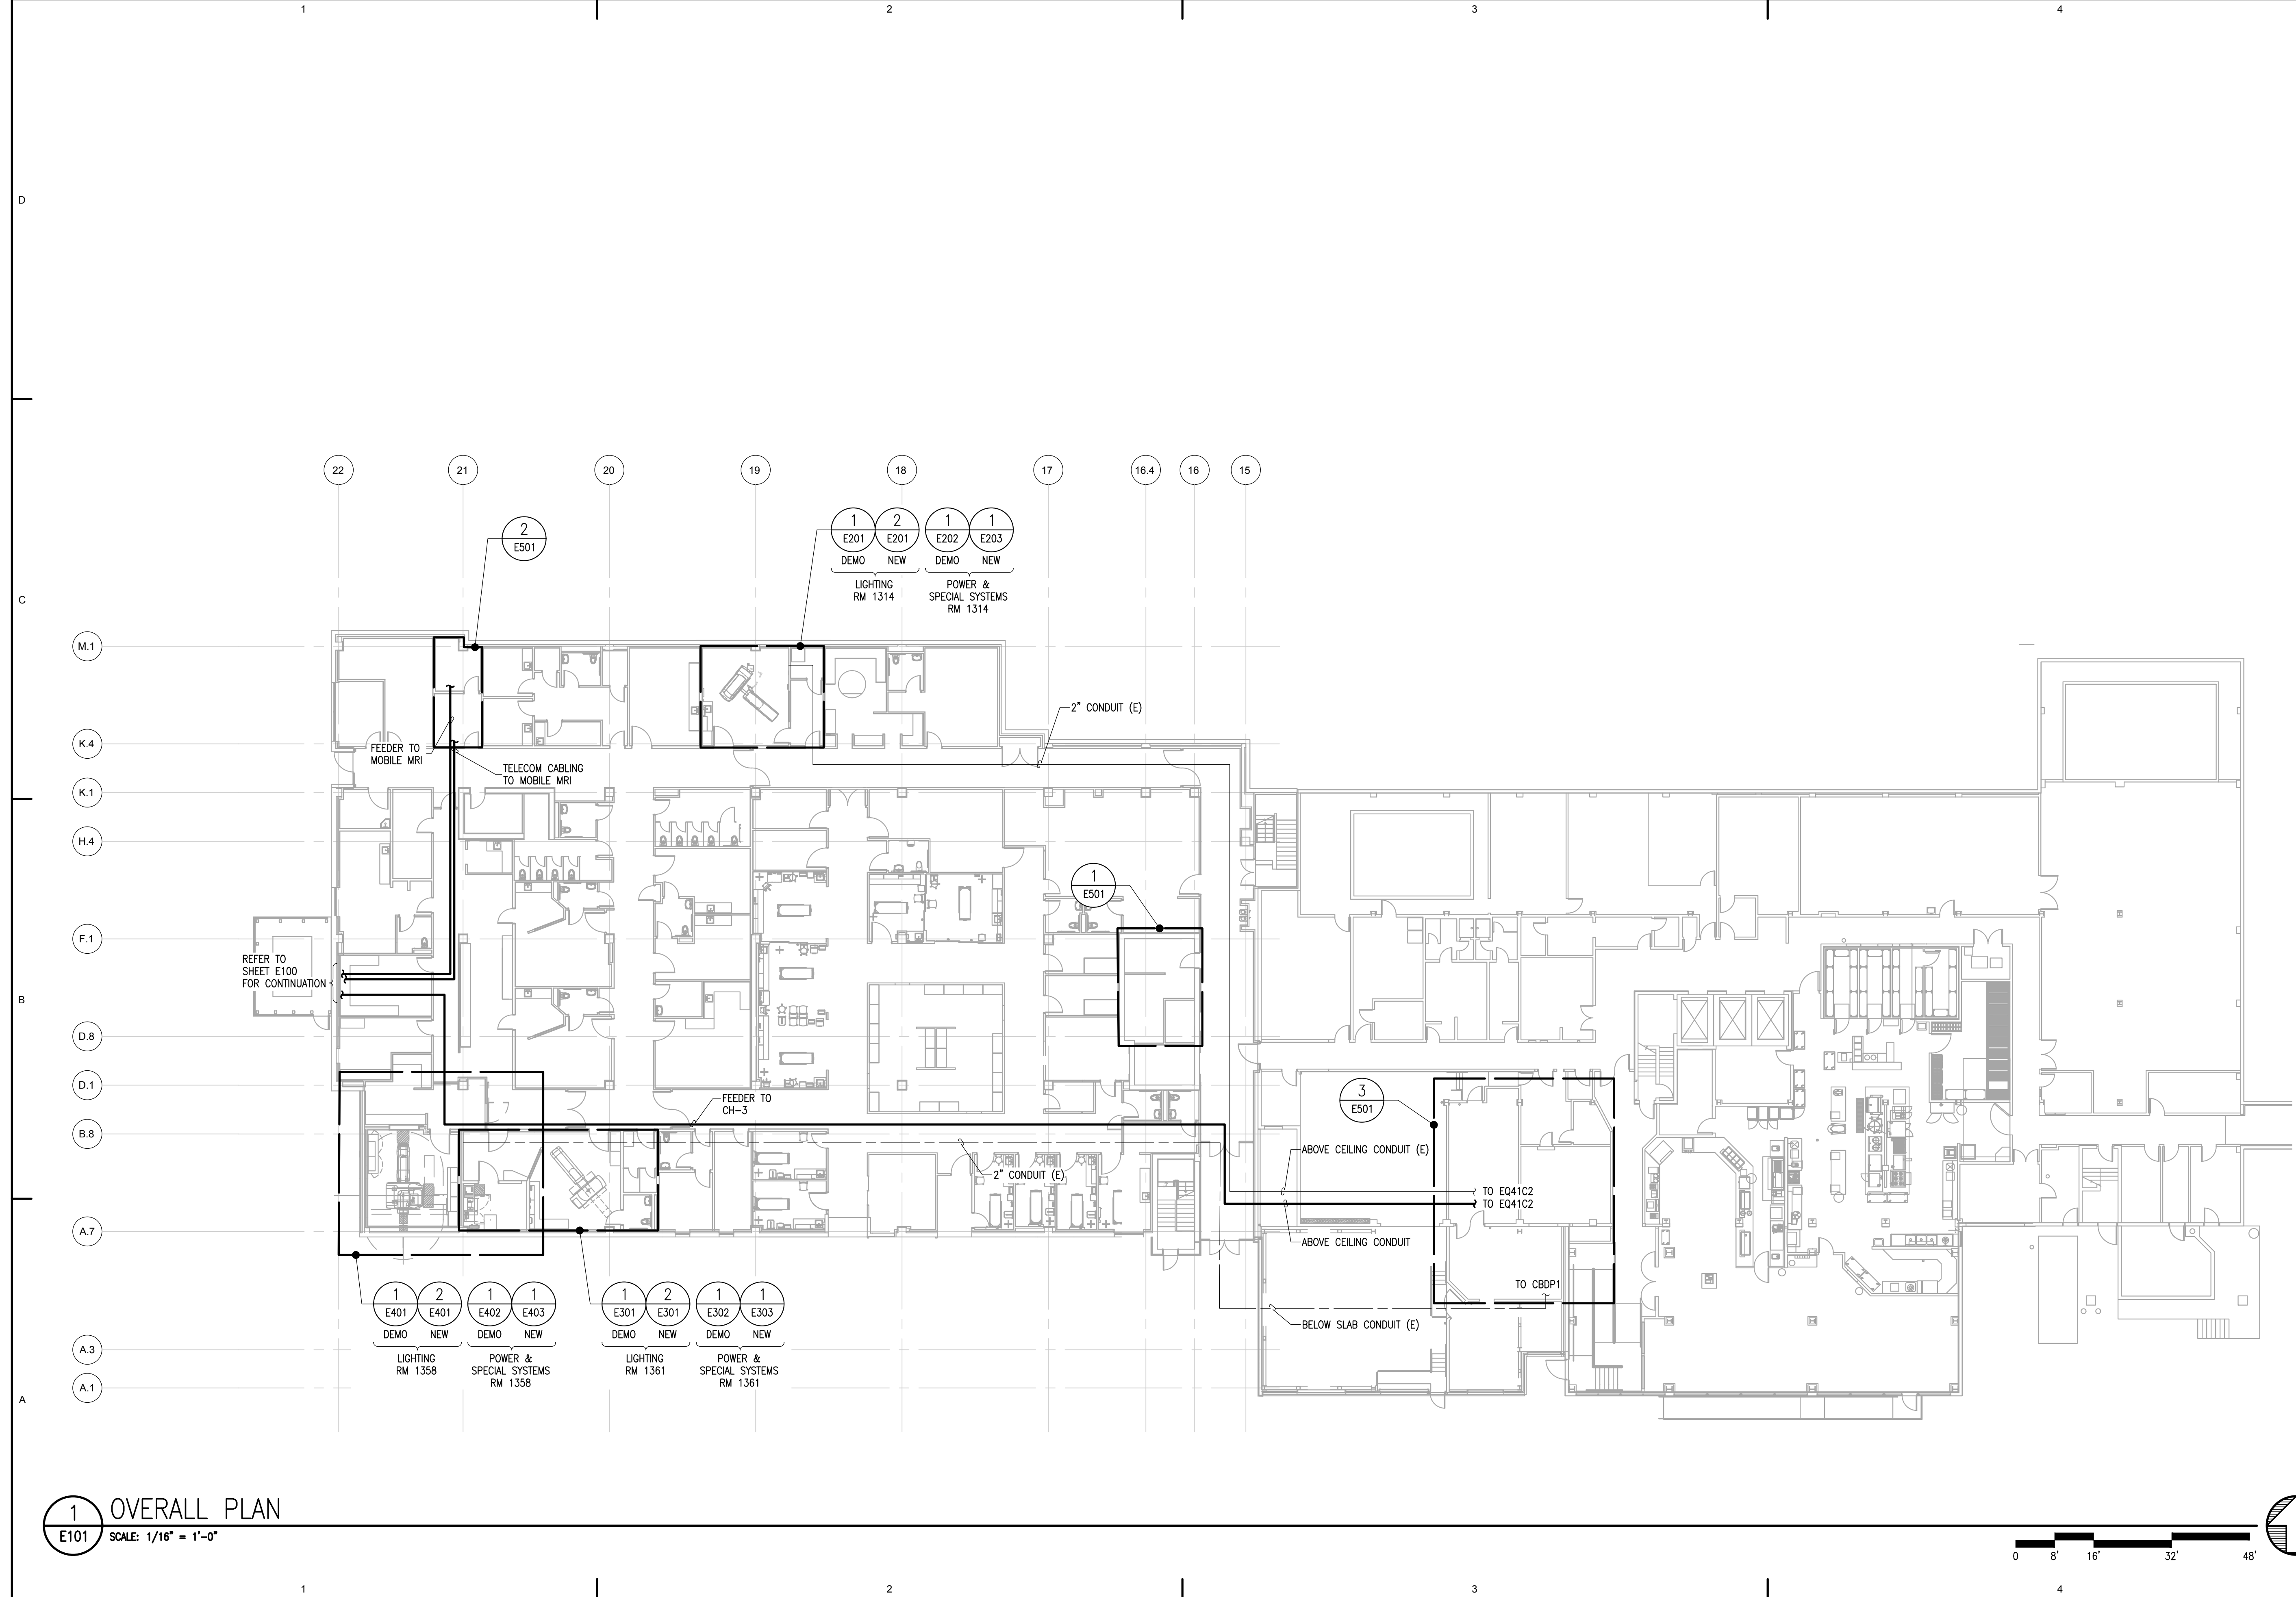 1
2
3
4
D
C
B
A
22
21
20
19
18
17
16.4
16
15
2
E501
1
E201
2
E201
1
E202
1
E203
DEMO
NEW
DEMO
NEW
LIGHTING
RM 1314
POWER &
SPECIAL SYSTEMS
RM 1314
M.1
K.4
K.1
H.4
F.1
D.8
D.1
B.8
A.7
A.3
A.1
2" CONDUIT (E)
FEEDER TO
MOBILE MRI
TELECOM CABLING
TO MOBILE MRI
1
E501
REFER TO
SHEET E100
FOR CONTINUATION
FEEDER TO
CH-3
3
E501
2" CONDUIT (E)
ABOVE CEILING CONDUIT (E)
TO EQ41C2
TO EQ41C2
ABOVE CEILING CONDUIT
TO CBDP1
BELOW SLAB CONDUIT (E)
1
E401
2
E401
1
E402
1
E403
DEMO
NEW
DEMO
NEW
LIGHTING
RM 1358
POWER &
SPECIAL SYSTEMS
RM 1358
1
E301
2
E301
1
E302
1
E303
DEMO
NEW
DEMO
NEW
LIGHTING
RM 1361
POWER &
SPECIAL SYSTEMS
RM 1361
1
E101
OVERALL PLAN
SCALE: 1/16" = 1'-0"
0
8'
16'
32'
48'
1
2
3
4